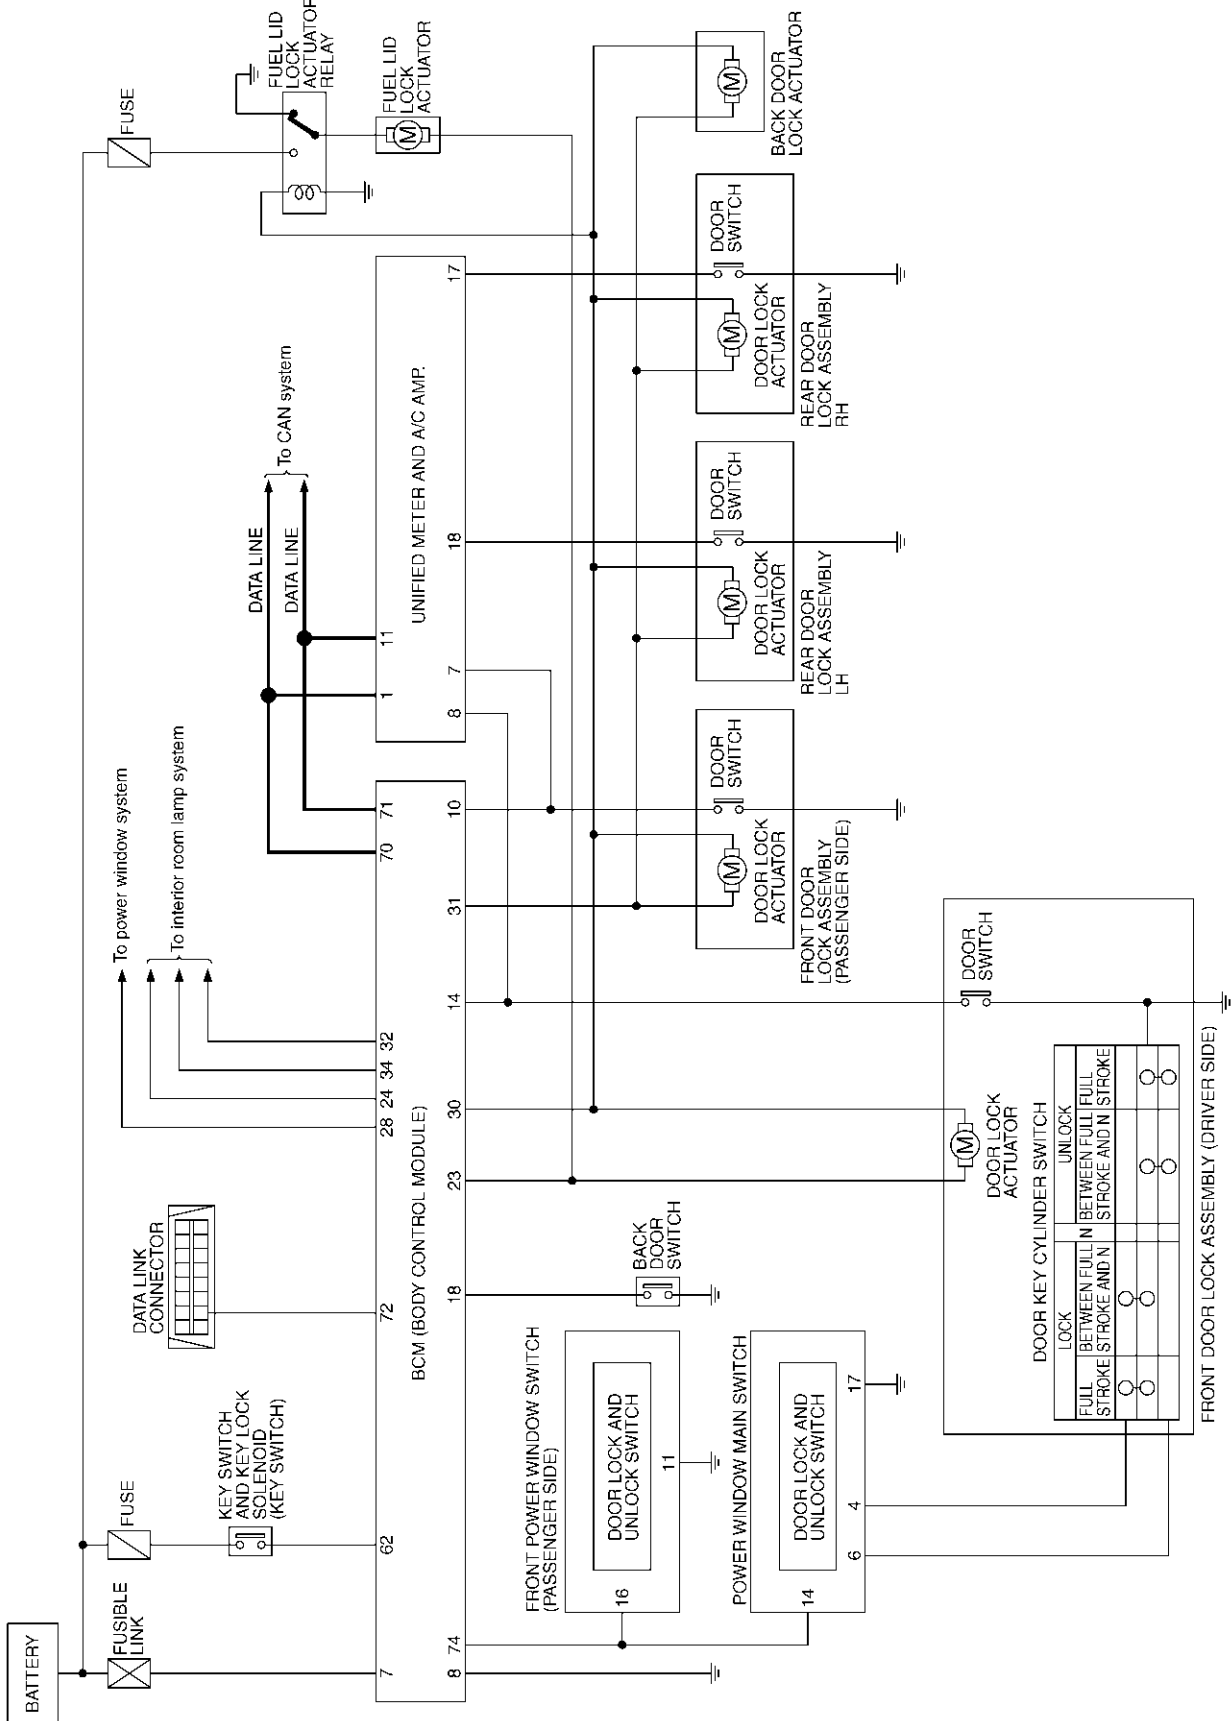 BATTERY
FUSIBLE
LINK
FUSE
KEY SWITCH
AND KEY LOCK
SOLENOID
(KEY SWITCH)
DATA LINK
CONNECTOR
To power window system
To interior room lamp system
DATA LINE
DATA LINE
To CAN system
FUSE
FUEL LID
LOCK
ACTUATOR
RELAY
FUEL LID
LOCK
ACTUATOR
7
62
72
28
24
34
32
70
71
BCM (BODY CONTROL MODULE)
8
74
18
23
30
14
31
10
1
11
UNIFIED METER AND A/C AMP.
8
7
18
17
FRONT POWER WINDOW SWITCH
(PASSENGER SIDE)
16
DOOR LOCK AND
UNLOCK SWITCH
11
BACK
DOOR
SWITCH
POWER WINDOW MAIN SWITCH
14
DOOR LOCK AND
UNLOCK SWITCH
6
4
17
DOOR LOCK
ACTUATOR
M
DOOR
SWITCH
DOOR KEY CYLINDER SWITCH
LOCK
UNLOCK
FULL
STROKE
BETWEEN FULL
STROKE AND N
N
BETWEEN FULL
STROKE AND N
FULL
STROKE
FRONT DOOR LOCK ASSEMBLY (DRIVER SIDE)
M
DOOR LOCK
ACTUATOR
DOOR
SWITCH
FRONT DOOR
LOCK ASSEMBLY
(PASSENGER SIDE)
M
DOOR LOCK
ACTUATOR
DOOR
SWITCH
REAR DOOR
LOCK ASSEMBLY
LH
M
DOOR LOCK
ACTUATOR
DOOR
SWITCH
REAR DOOR
LOCK ASSEMBLY
RH
M
BACK DOOR
LOCK ACTUATOR
M